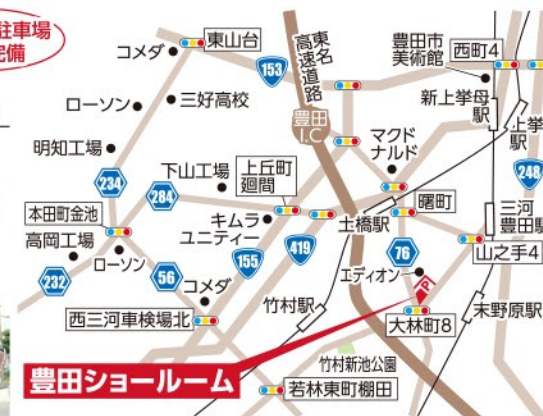 駐車場
完備
東山台
コメダ
153
東名
高速道路
豊田市
美術館
西町4
新上挙母
駅
上挙
駅
248
ローソン
三好高校
豊田
I.C
マクド
ナルド
明知工場
下山工場
上丘町
廻間
234
284
本田町金池
キムラ
ユニティー
土橋駅
曙町
三河
豊田駅
山之手4
高岡工場
ローソン
155
419
76
エディオン
232
56
コメダ
竹村駅
P
末野原駅
西三河車検場北
大林町8
竹村新池公園
豊田ショールーム
若林東町棚田